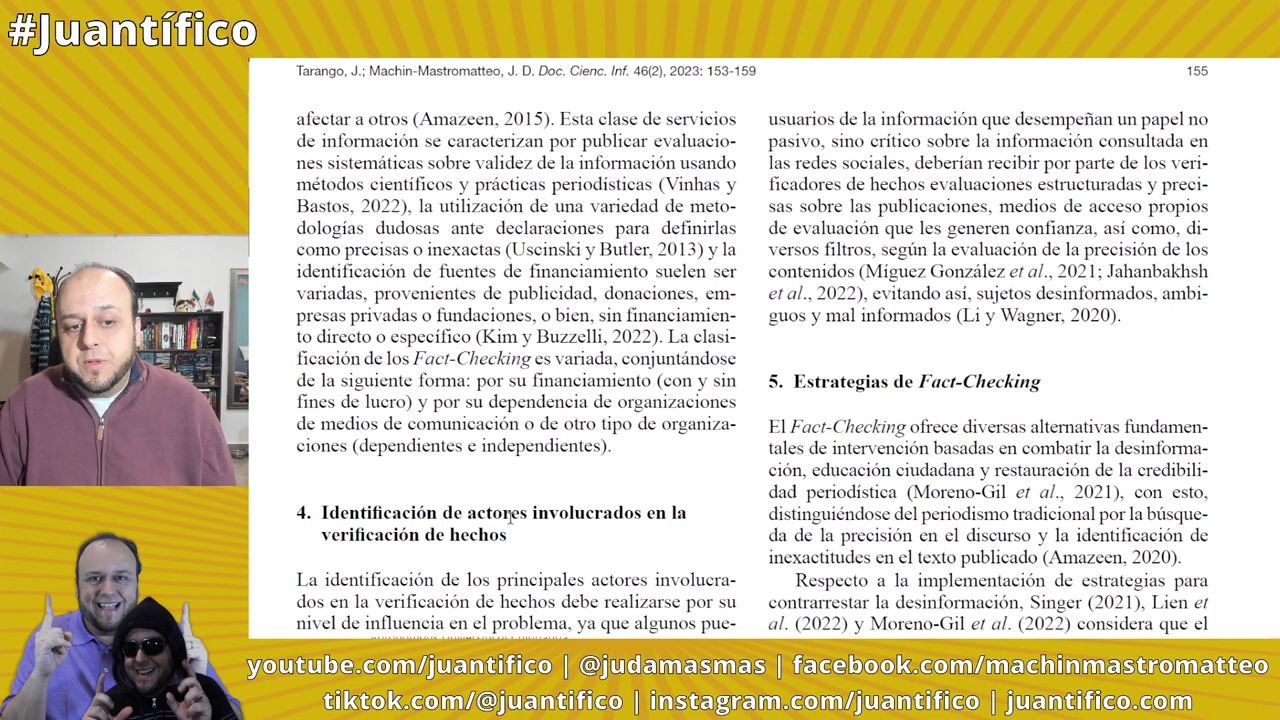 #Juantífico
Tarango, J.; Machin-Mastromatteo, J. D. Doc. Cienc. Inf. 46(2), 2023: 153-159
155
afectar a otros (Amazeen, 2015). Esta clase de servicios
de información se caracterizan por publicar evaluacio-
nes sistemáticas sobre validez de la información usando
métodos científicos y prácticas periodísticas (Vinhas y
Bastos, 2022), la utilización de una variedad de meto-
dologías dudosas ante declaraciones para definirlas
como precisas o inexactas (Uscinski y Butler, 2013) y la
identificación de fuentes de financiamiento suelen ser
variadas, provenientes de publicidad, donaciones, em-
presas privadas o fundaciones, o bien, sin financiamien-
to directo o específico (Kim y Buzzelli, 2022). La clasi-
ficación de los Fact-Checking es variada, conjuntándose
de la siguiente forma: por su financiamiento (con y sin
fines de lucro) y por su dependencia de organizaciones
de medios de comunicación o de otro tipo de organiza-
ciones (dependientes e independientes).
4. Identificación de actores involucrados en la
verificación de hechos
La identificación de los principales actores involucra-
dos en la verificación de hechos debe realizarse por su
nivel de influencia en el problema, ya que algunos pue-
usuarios de la información que desempeñan un papel no
pasivo, sino crítico sobre la información consultada en
las redes sociales, deberían recibir por parte de los veri-
ficadores de hechos evaluaciones estructuradas y preci-
sas sobre las publicaciones, medios de acceso propios
de evaluación que les generen confianza, así como, di-
versos filtros, según la evaluación de la precisión de los
contenidos (Míguez González et al., 2021; Jahanbakhsh
et al., 2022), evitando así, sujetos desinformados, ambi-
guos y mal informados (Li y Wagner, 2020).
5. Estrategias de Fact-Checking
El Fact-Checking ofrece diversas alternativas fundamen-
tales de intervención basadas en combatir la desinforma-
ción, educación ciudadana y restauración de la credibili-
dad periodística (Moreno-Gil et al., 2021), con esto,
distinguiéndose del periodismo tradicional por la búsque-
da de la precisión en el discurso y la identificación de
inexactitudes en el texto publicado (Amazeen, 2020).
Respecto a la implementación de estrategias para
contrarrestar la desinformación, Singer (2021), Lien et
al. (2022) y Moreno-Gil et al. (2022) considera que el
youtube.com/juantifico | @judamasmas | facebook.com/machinmastromatteo
tiktok.com/@juantifico | instagram.com/juantifico | juantifico.com